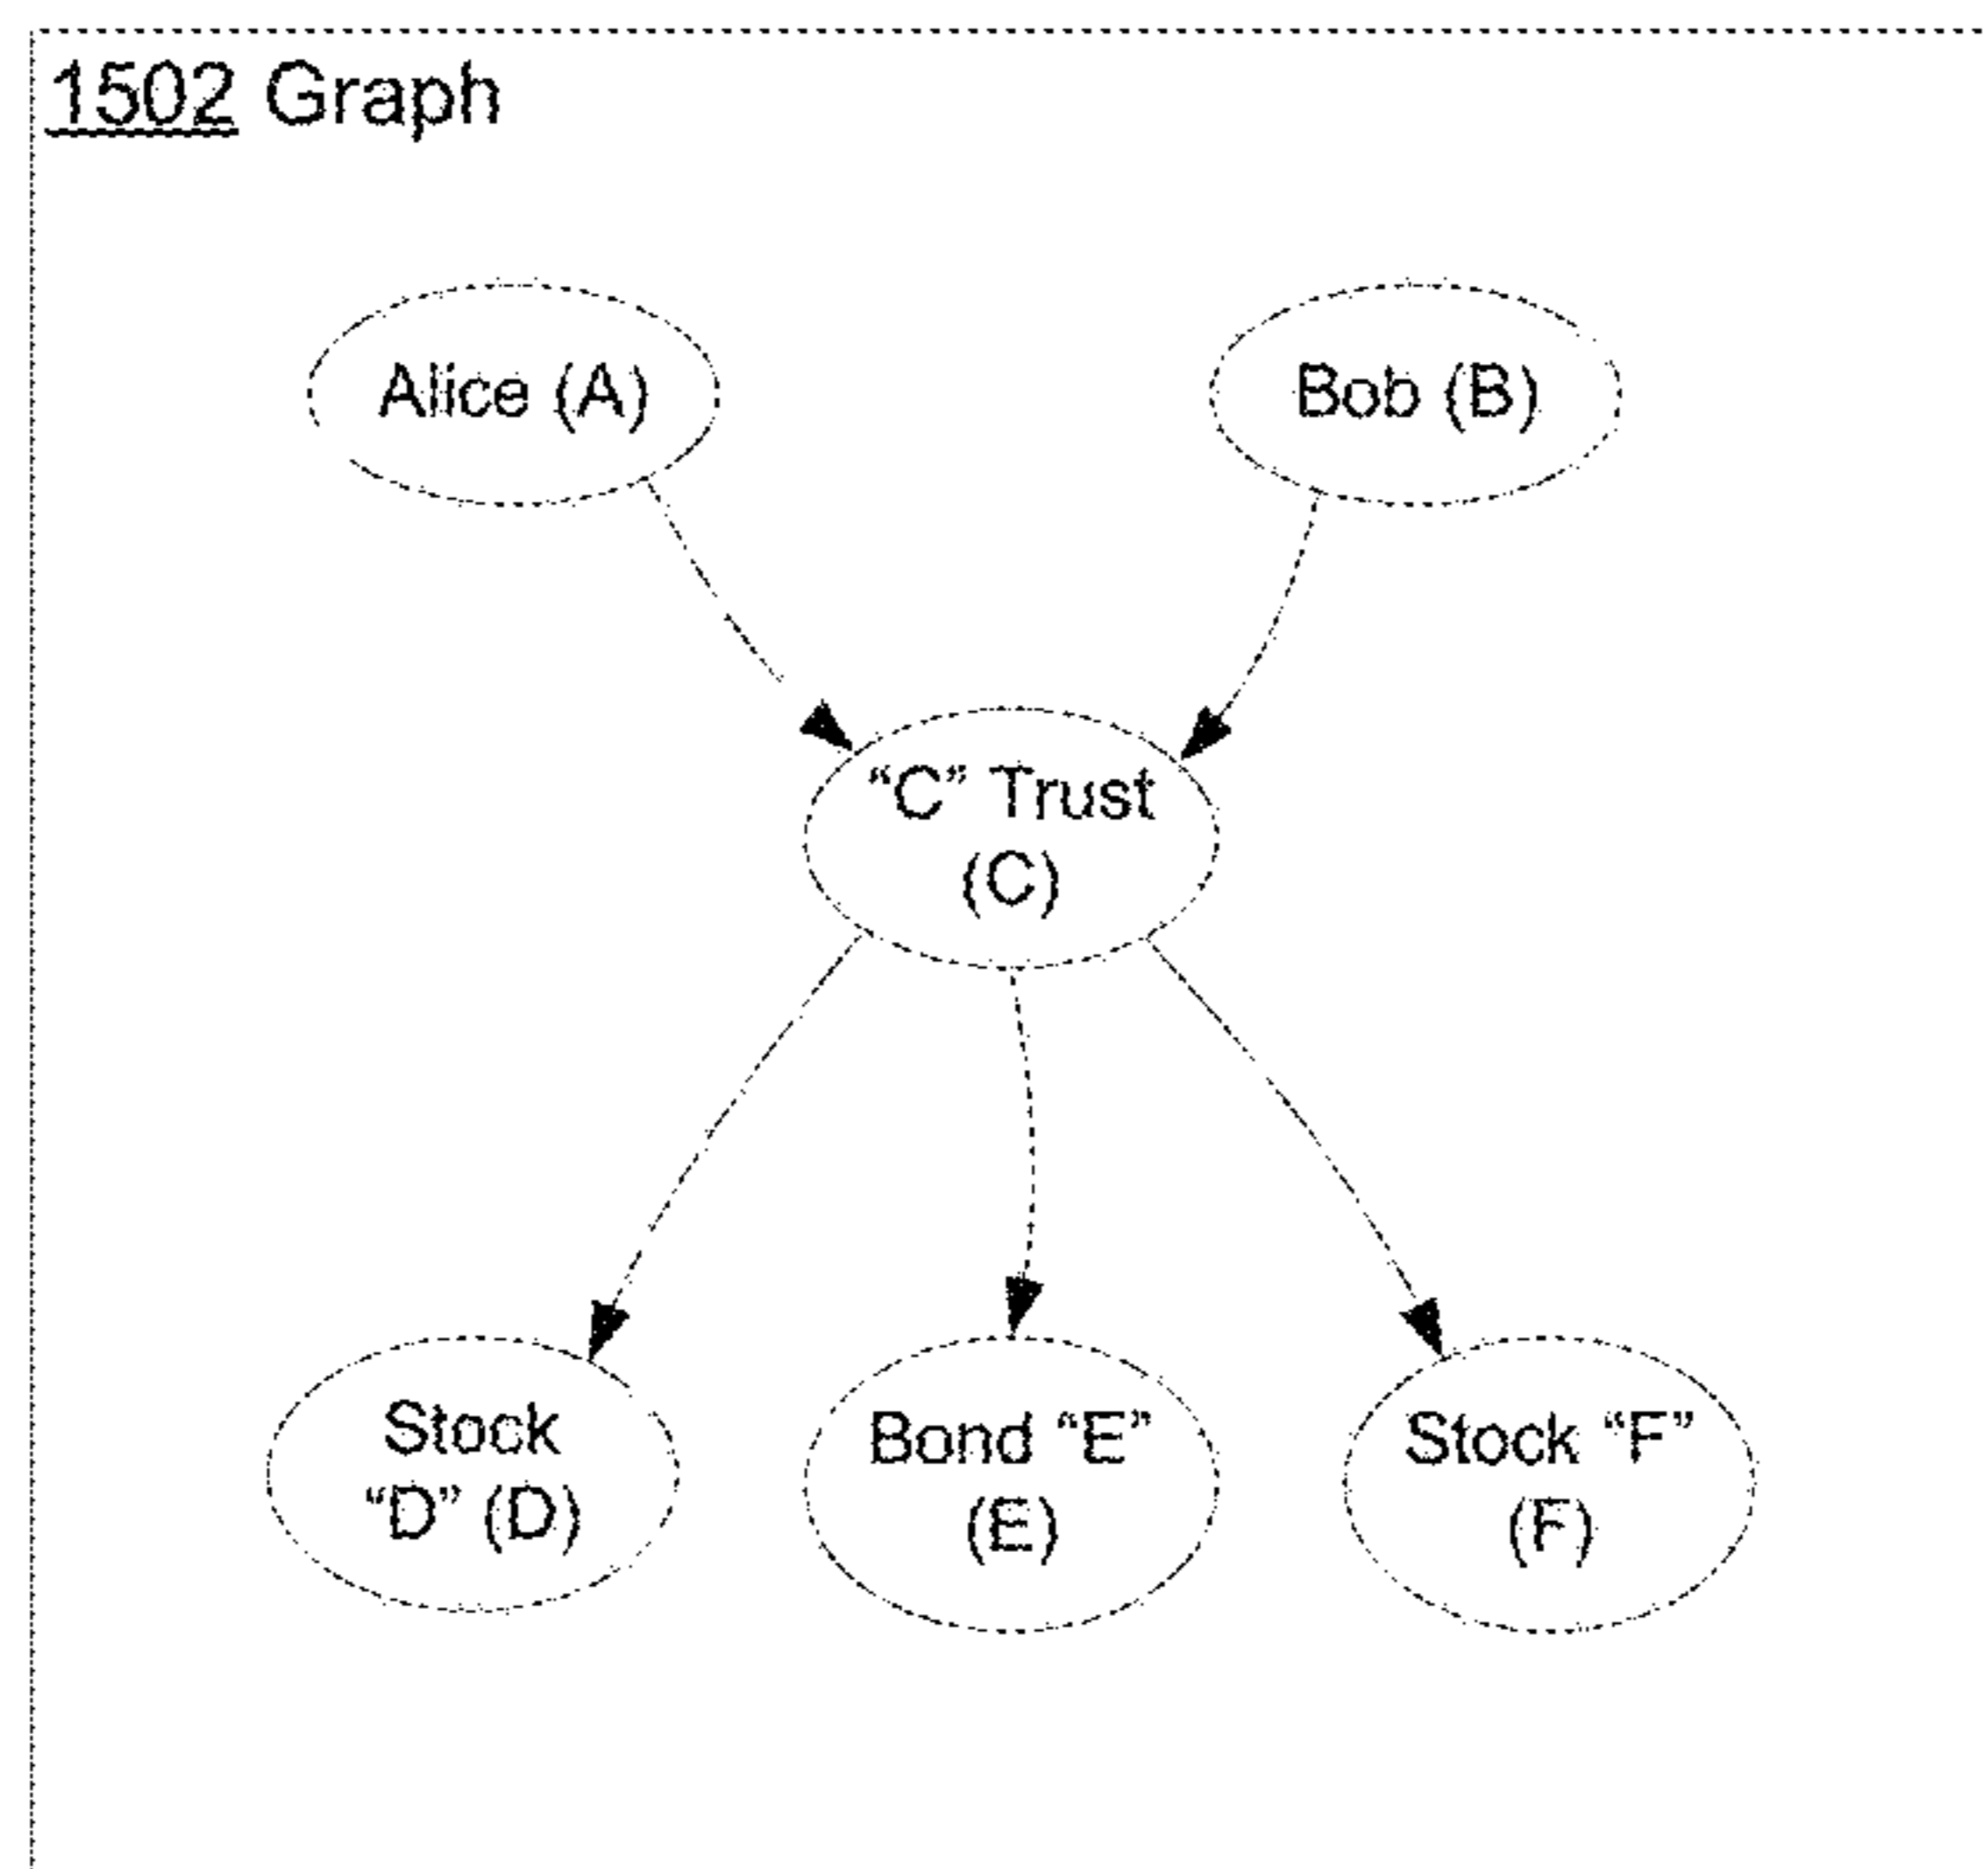 1502 Graph
Alice (A)
Bob (B)
“C” Trust
(C)
Stock
“D” (D)
Bond “E”
(E)
Stock “F”
(F)